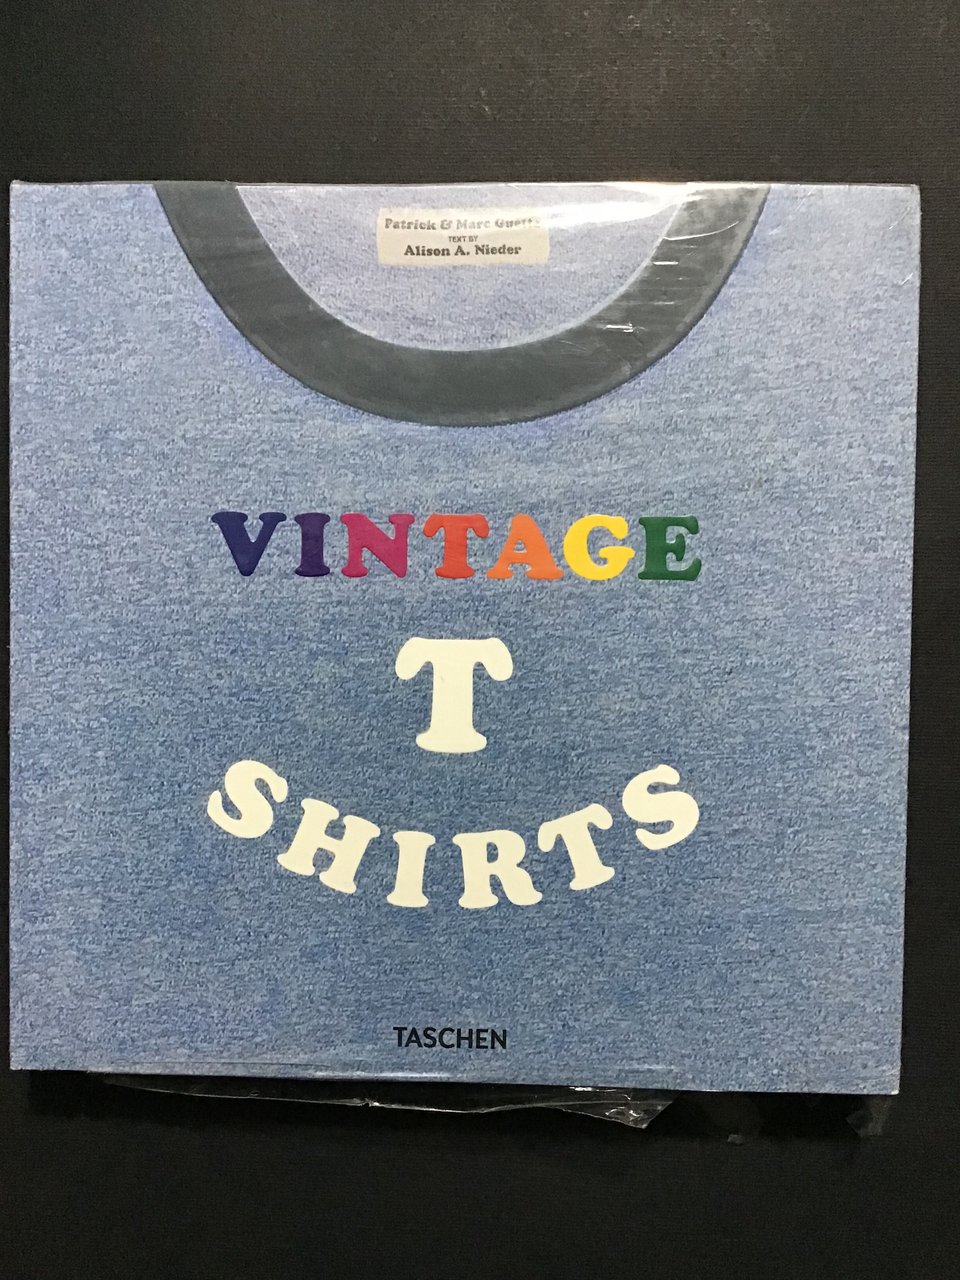 Patrick & Marc Guetta
TEXT BY
Alison A. Nieder
VINTAGE
T
SHIRTS
TASCHEN